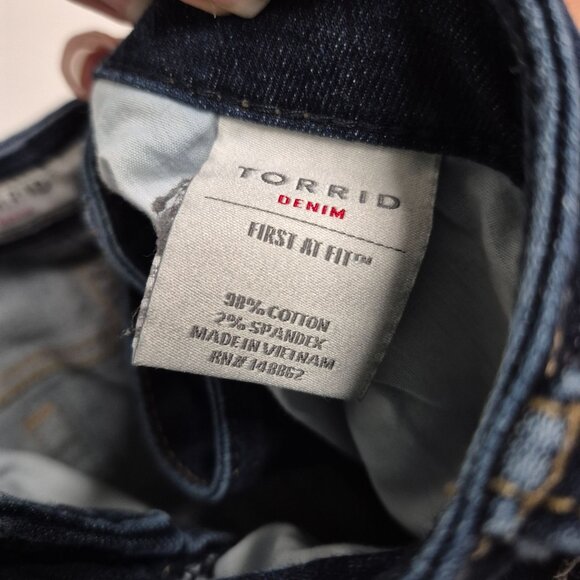 TORRID
DENIM
FIRST AT FIT™
98% COTTON
2% SPANDEX
MADE IN VIETNAM
RN# 148862